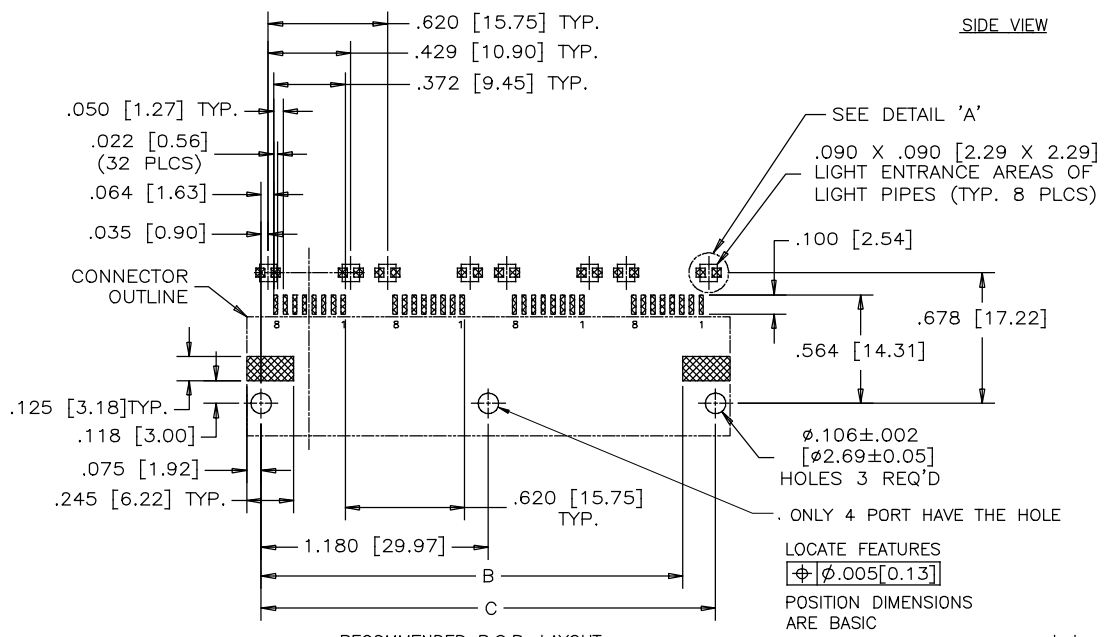 .620 [15.75] TYP.
SIDE VIEW
.429 [10.90] TYP.
.372 [9.45] TYP.
.050 [1.27] TYP.
SEE DETAIL 'A'
.022 [0.56]
(32 PLCS)
.090 X .090 [2.29 X 2.29]
LIGHT ENTRANCE AREAS OF
LIGHT PIPES (TYP. 8 PLCS)
.064 [1.63]
.035 [0.90]
.100 [2.54]
CONNECTOR
OUTLINE
8 1 8 1 8 1 8 1
.678 [17.22]
.564 [14.31]
.125 [3.18]TYP.
.118 [3.00]
.075 [1.92]
.245 [6.22] TYP.
ø.106±.002
[ø2.69±0.05]
HOLES 3 REQ'D
.620 [15.75]
TYP.
. ONLY 4 PORT HAVE THE HOLE
1.180 [29.97]
LOCATE FEATURES
⌖ ø.005[0.13]
B
POSITION DIMENSIONS
ARE BASIC
C
RECOMMENDED P.C.B. LAYOUT